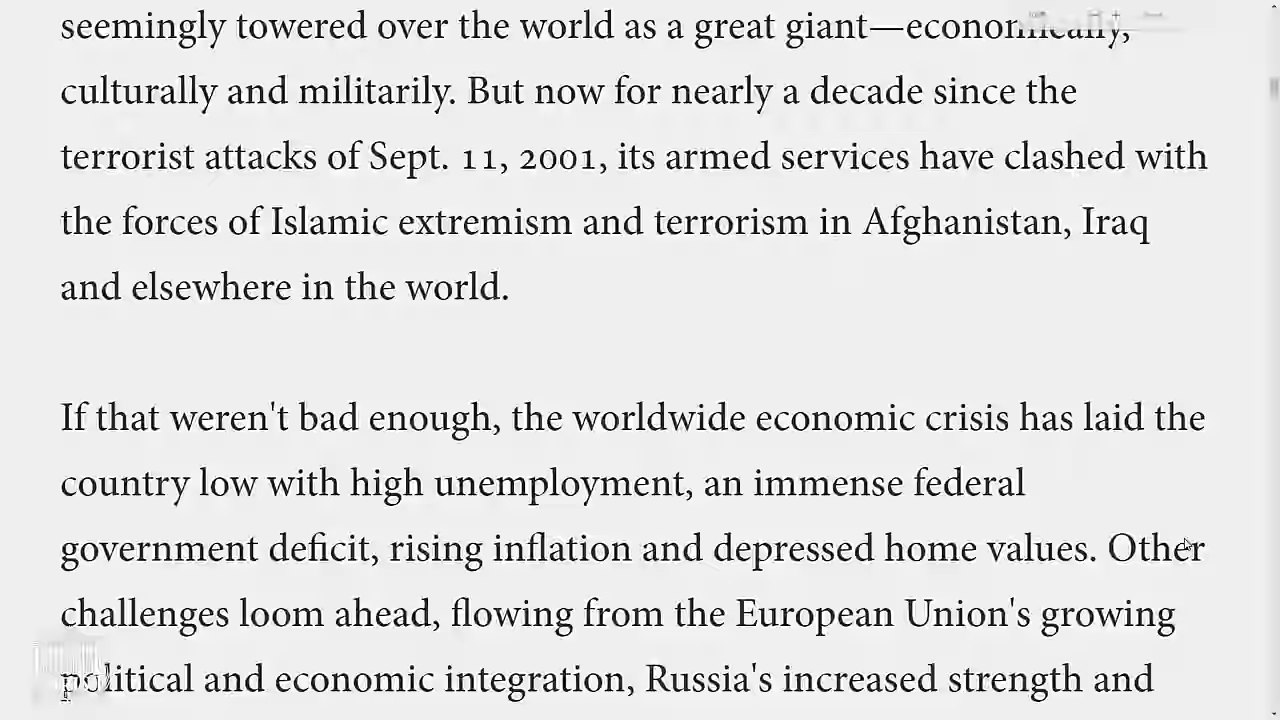 seemingly towered over the world as a great giant—economically,
culturally and militarily. But now for nearly a decade since the
terrorist attacks of Sept. 11, 2001, its armed services have clashed with
the forces of Islamic extremism and terrorism in Afghanistan, Iraq
and elsewhere in the world.
If that weren't bad enough, the worldwide economic crisis has laid the
country low with high unemployment, an immense federal
government deficit, rising inflation and depressed home values. Other
challenges loom ahead, flowing from the European Union's growing
political and economic integration, Russia's increased strength and